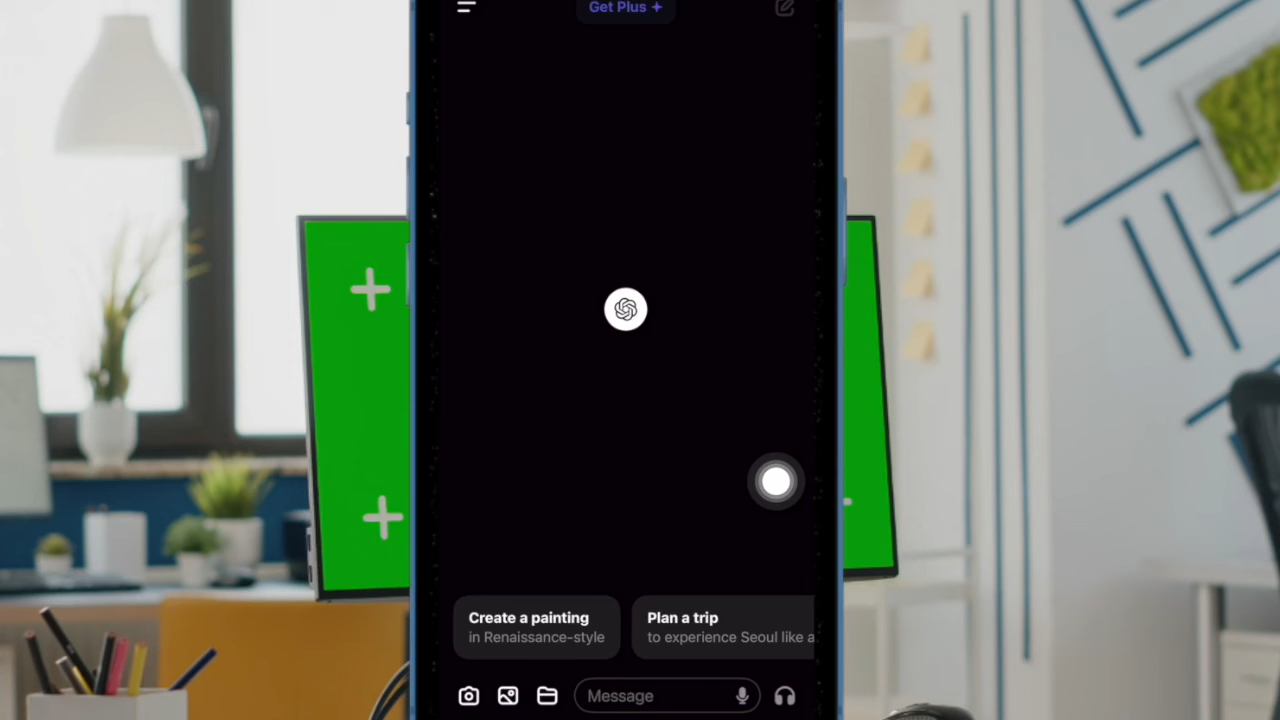 Get Plus +
Create a painting
in Renaissance-style
Plan a trip
to experience Seoul like a
Message